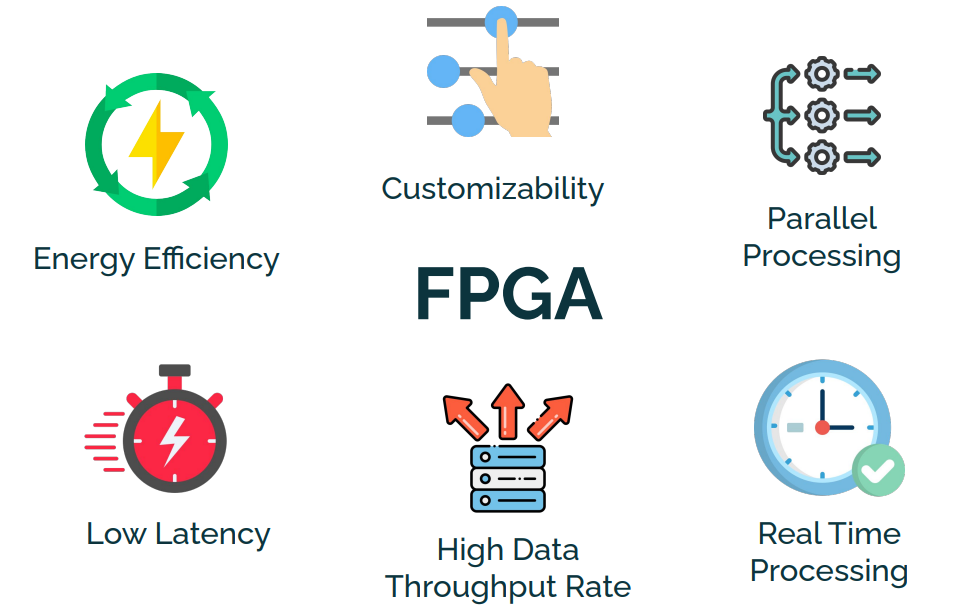 Customizability
Energy Efficiency
Parallel
Processing
FPGA
Low Latency
High Data
Throughput Rate
Real Time
Processing